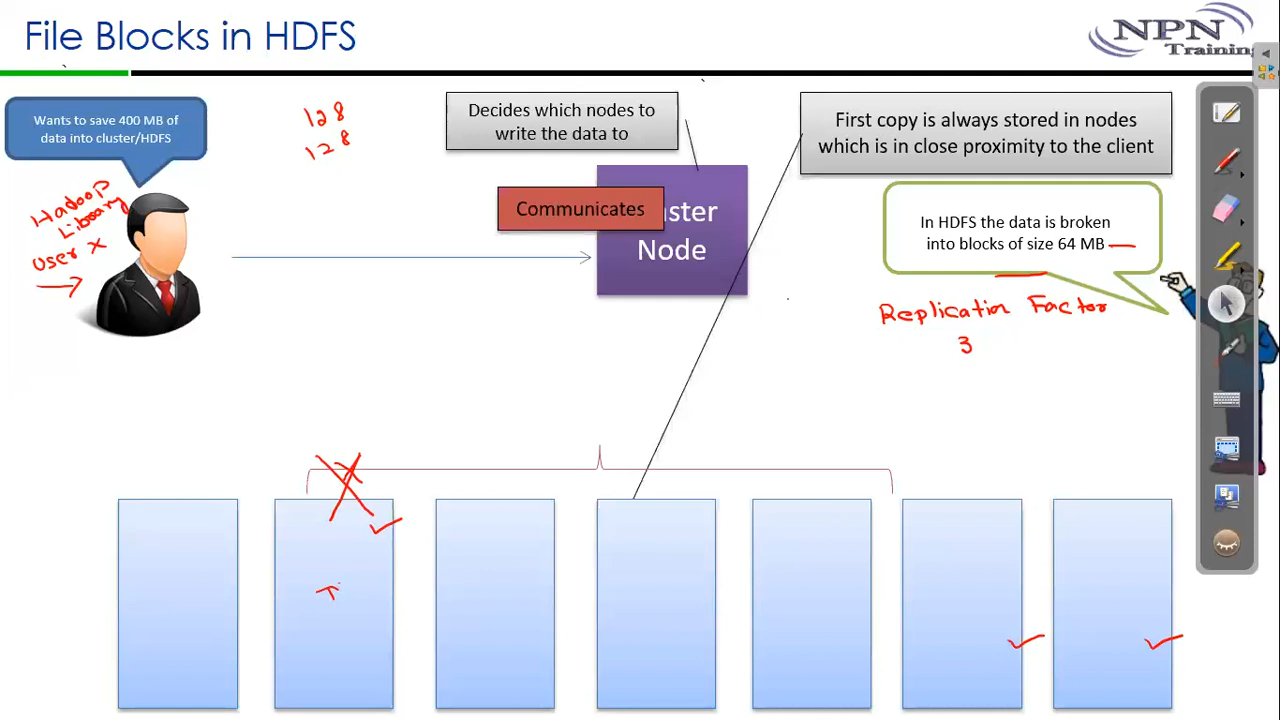 File Blocks in HDFS
NPN
Training
Wants to save 400 MB of
data into cluster/HDFS
128
128
Decides which nodes to
write the data to
First copy is always stored in nodes
which is in close proximity to the client
Hadoop
Library
User X
Communicates
Node
In HDFS the data is broken
into blocks of size 64 MB
Replication Factor
3